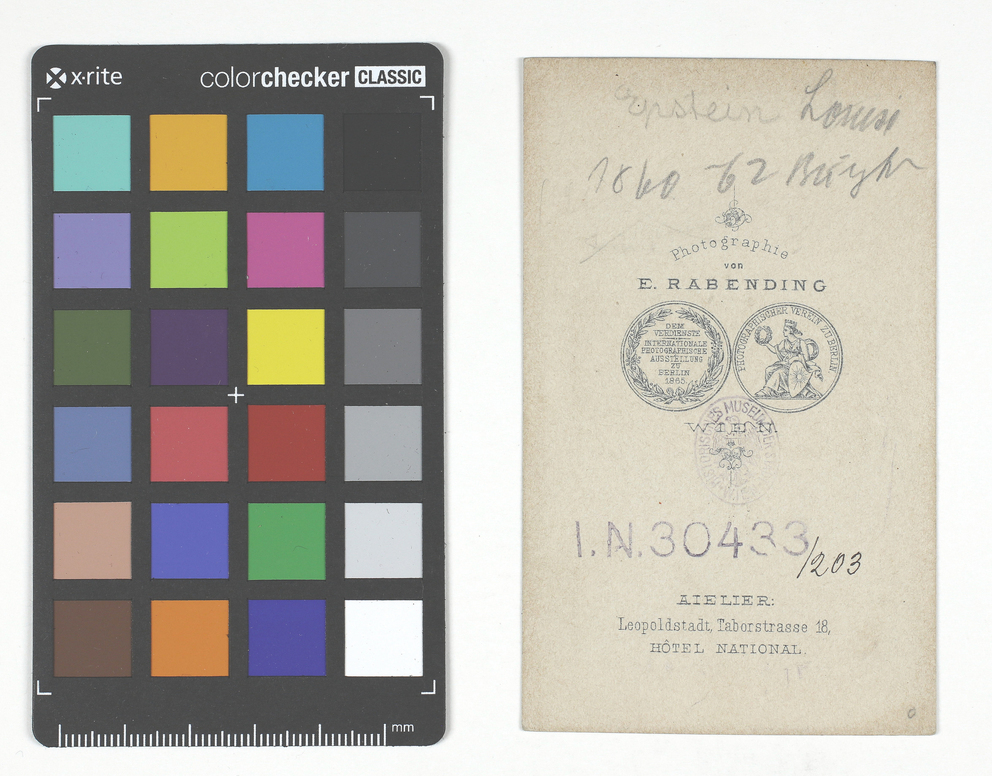 x·rite colorchecker CLASSIC
mm
Epstein Louise
1860-62 Burgth
Photographie
von
E. RABENDING
DEM
VERDIENSTE
INTERNATIONALE
PHOTOGRAPHISCHE
AUSSTELLUNG
ZU
BERLIN
1865.
PHOTOGRAPHISCHER VEREIN ZU BERLIN.
WIEN.
I.N.30433/203
ATELIER:
Leopoldstadt, Taborstrasse 18,
HÔTEL NATIONAL.